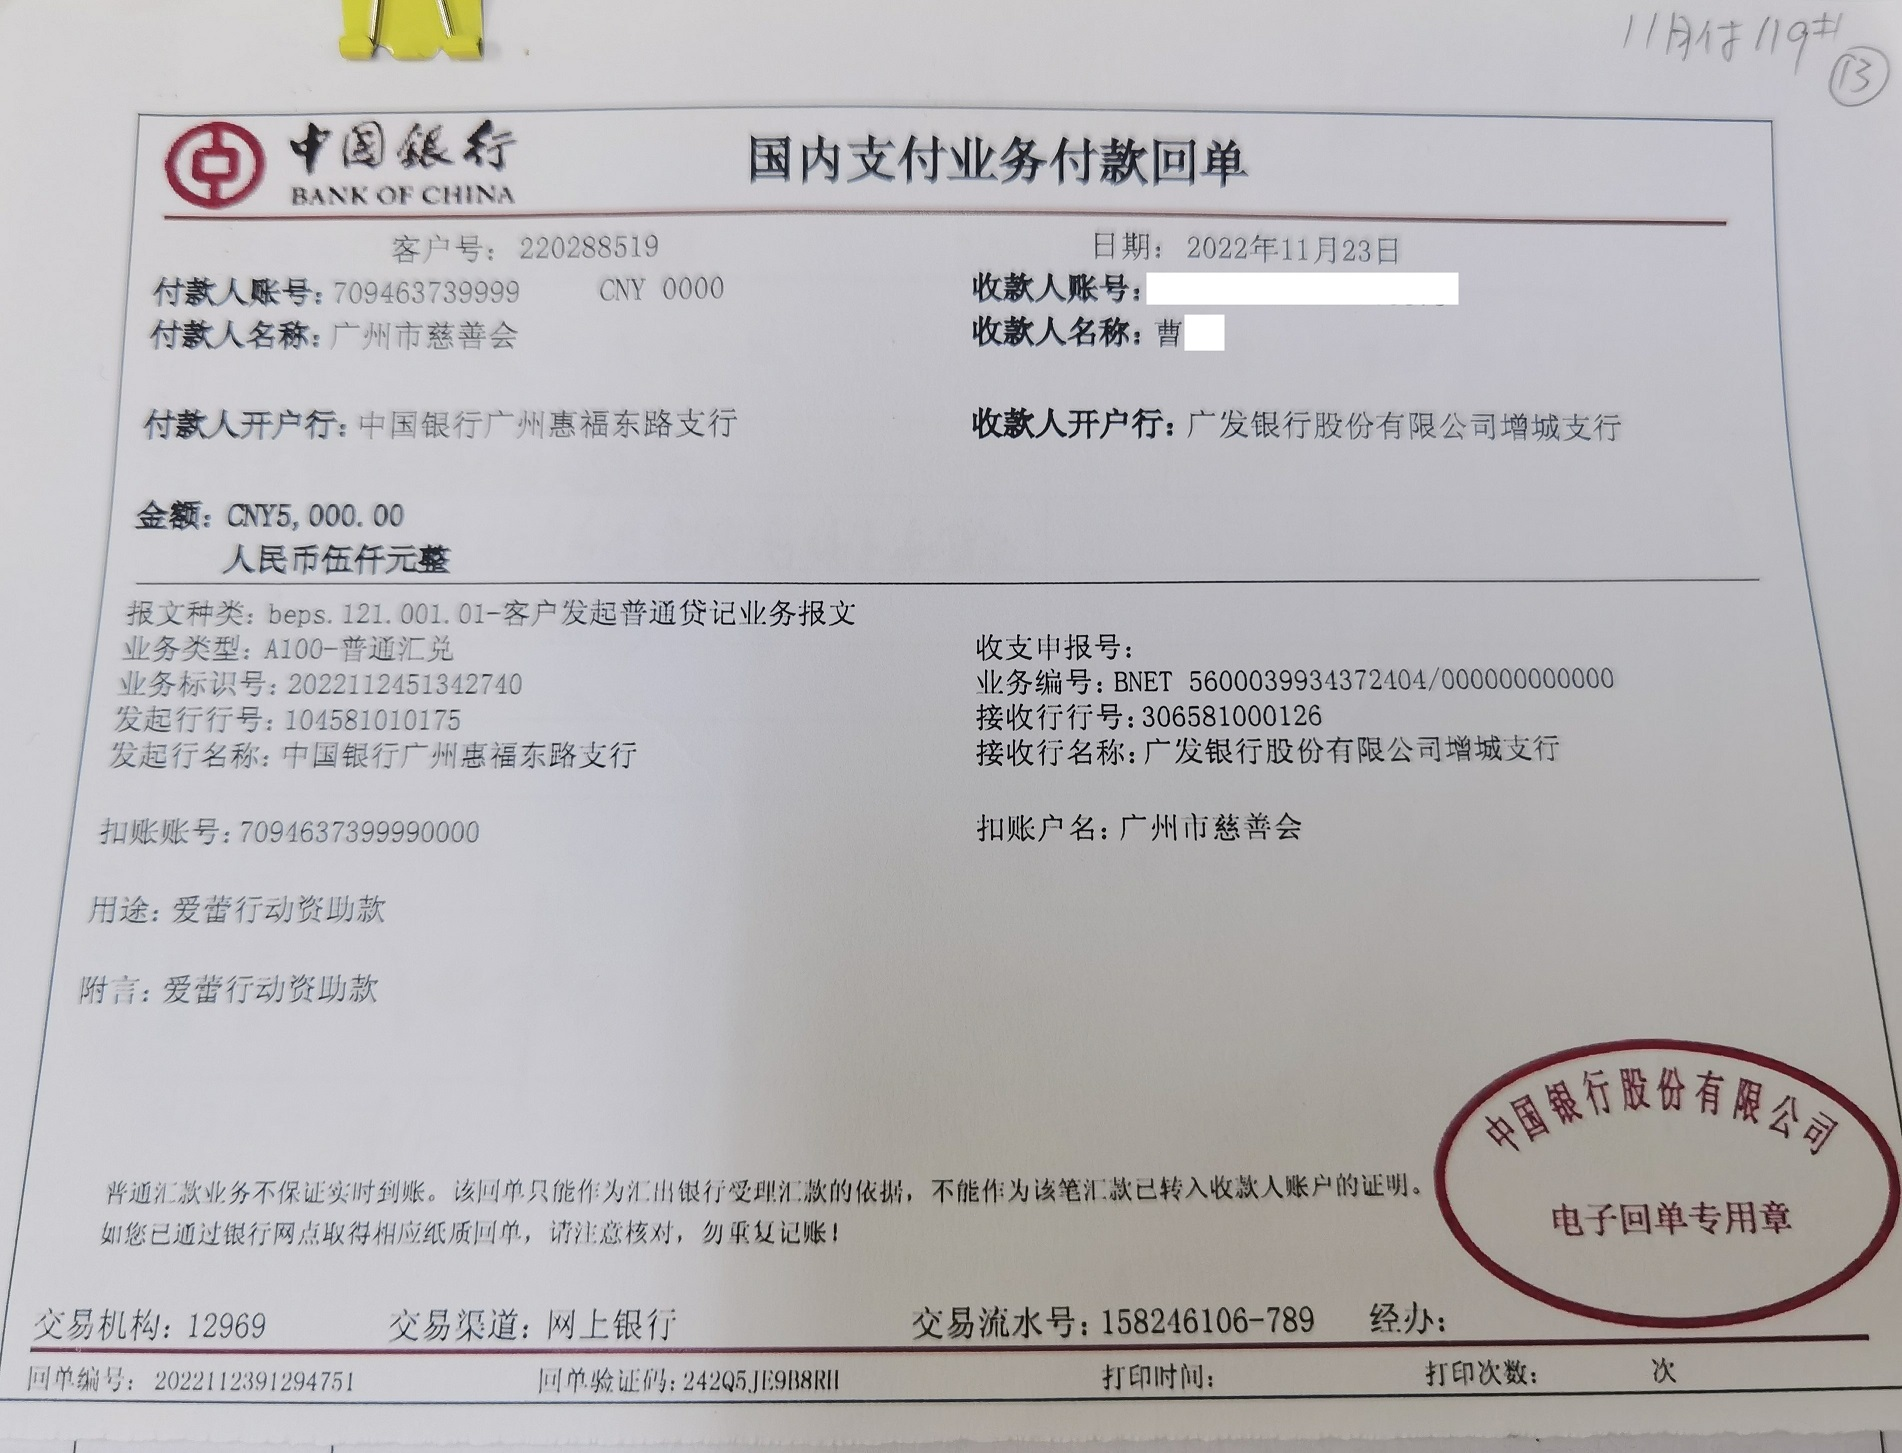 11月付119#
13
中国银行
BANK OF CHINA
国内支付业务付款回单
客户号：220288519
日期：2022年11月23日
付款人账号：709463739999 CNY 0000
收款人账号：
付款人名称：广州市慈善会
收款人名称：曹
付款人开户行：中国银行广州惠福东路支行
收款人开户行：广发银行股份有限公司增城支行
金额：CNY5,000.00
人民币伍仟元整
报文种类：beps.121.001.01-客户发起普通贷记业务报文
业务类型：A100-普通汇兑
收支申报号：
业务标识号：2022112451342740
业务编号：BNET 5600039934372404/000000000000
发起行行号：104581010175
接收行行号：306581000126
发起行名称：中国银行广州惠福东路支行
接收行名称：广发银行股份有限公司增城支行
扣账账号：7094637399990000
扣账户名：广州市慈善会
用途：爱蕾行动资助款
附言：爱蕾行动资助款
普通汇款业务不保证实时到账。该回单只能作为汇出银行受理汇款的依据，不能作为该笔汇款已转入收款人账户的证明。
如您已通过银行网点取得相应纸质回单，请注意核对，勿重复记账！
中国银行股份有限公司
电子回单专用章
交易机构：12969
交易渠道：网上银行
交易流水号：158246106-789
经办：
回单编号：2022112391294751
回单验证码：242Q5JE9B8RH
打印时间：
打印次数： 次